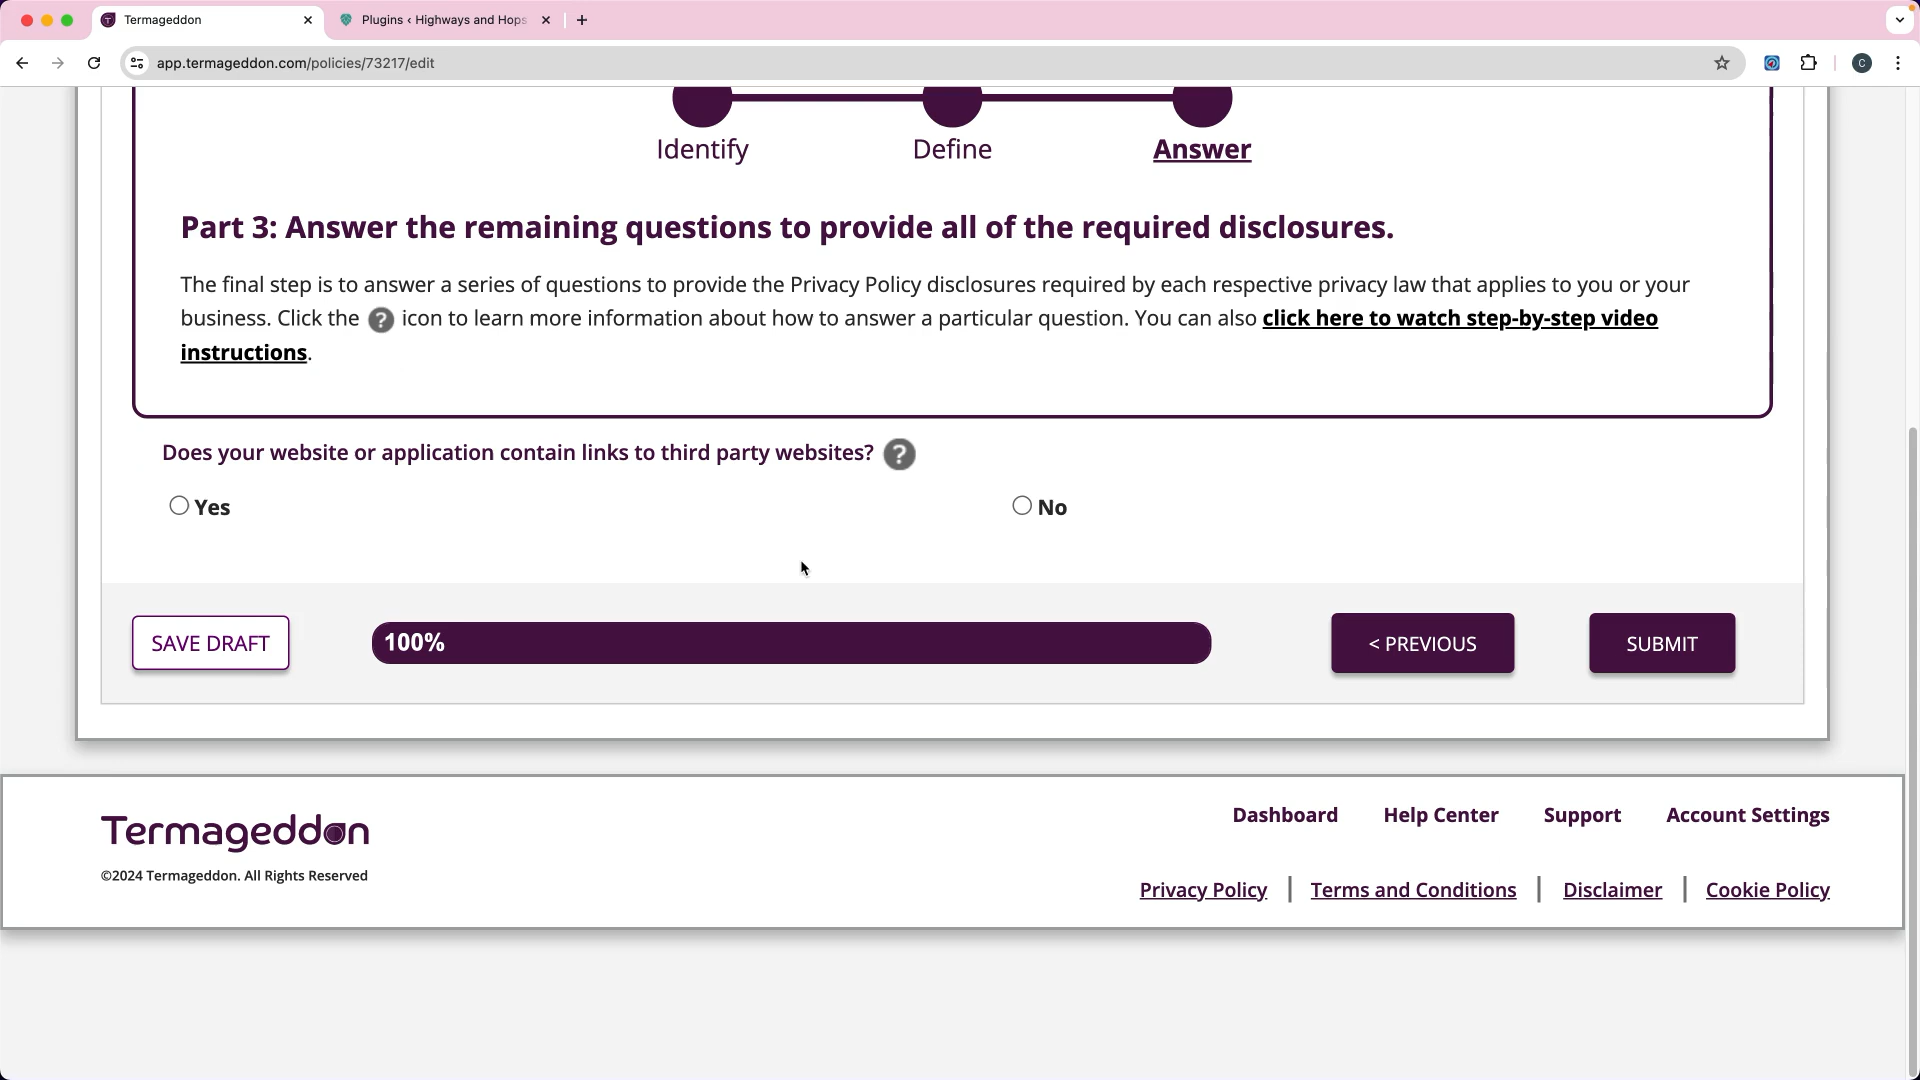 Termageddon
Plugins ‹ Highways and Hops
app.termageddon.com/policies/73217/edit
C
Identify
Define
Answer
Part 3: Answer the remaining questions to provide all of the required disclosures.
The final step is to answer a series of questions to provide the Privacy Policy disclosures required by each respective privacy law that applies to you or your
business. Click the ? icon to learn more information about how to answer a particular question. You can also click here to watch step-by-step video
instructions.
Does your website or application contain links to third party websites? ?
Yes
No
SAVE DRAFT
100%
< PREVIOUS
SUBMIT
Termageddon
Dashboard
Help Center
Support
Account Settings
©2024 Termageddon. All Rights Reserved
Privacy Policy | Terms and Conditions | Disclaimer | Cookie Policy